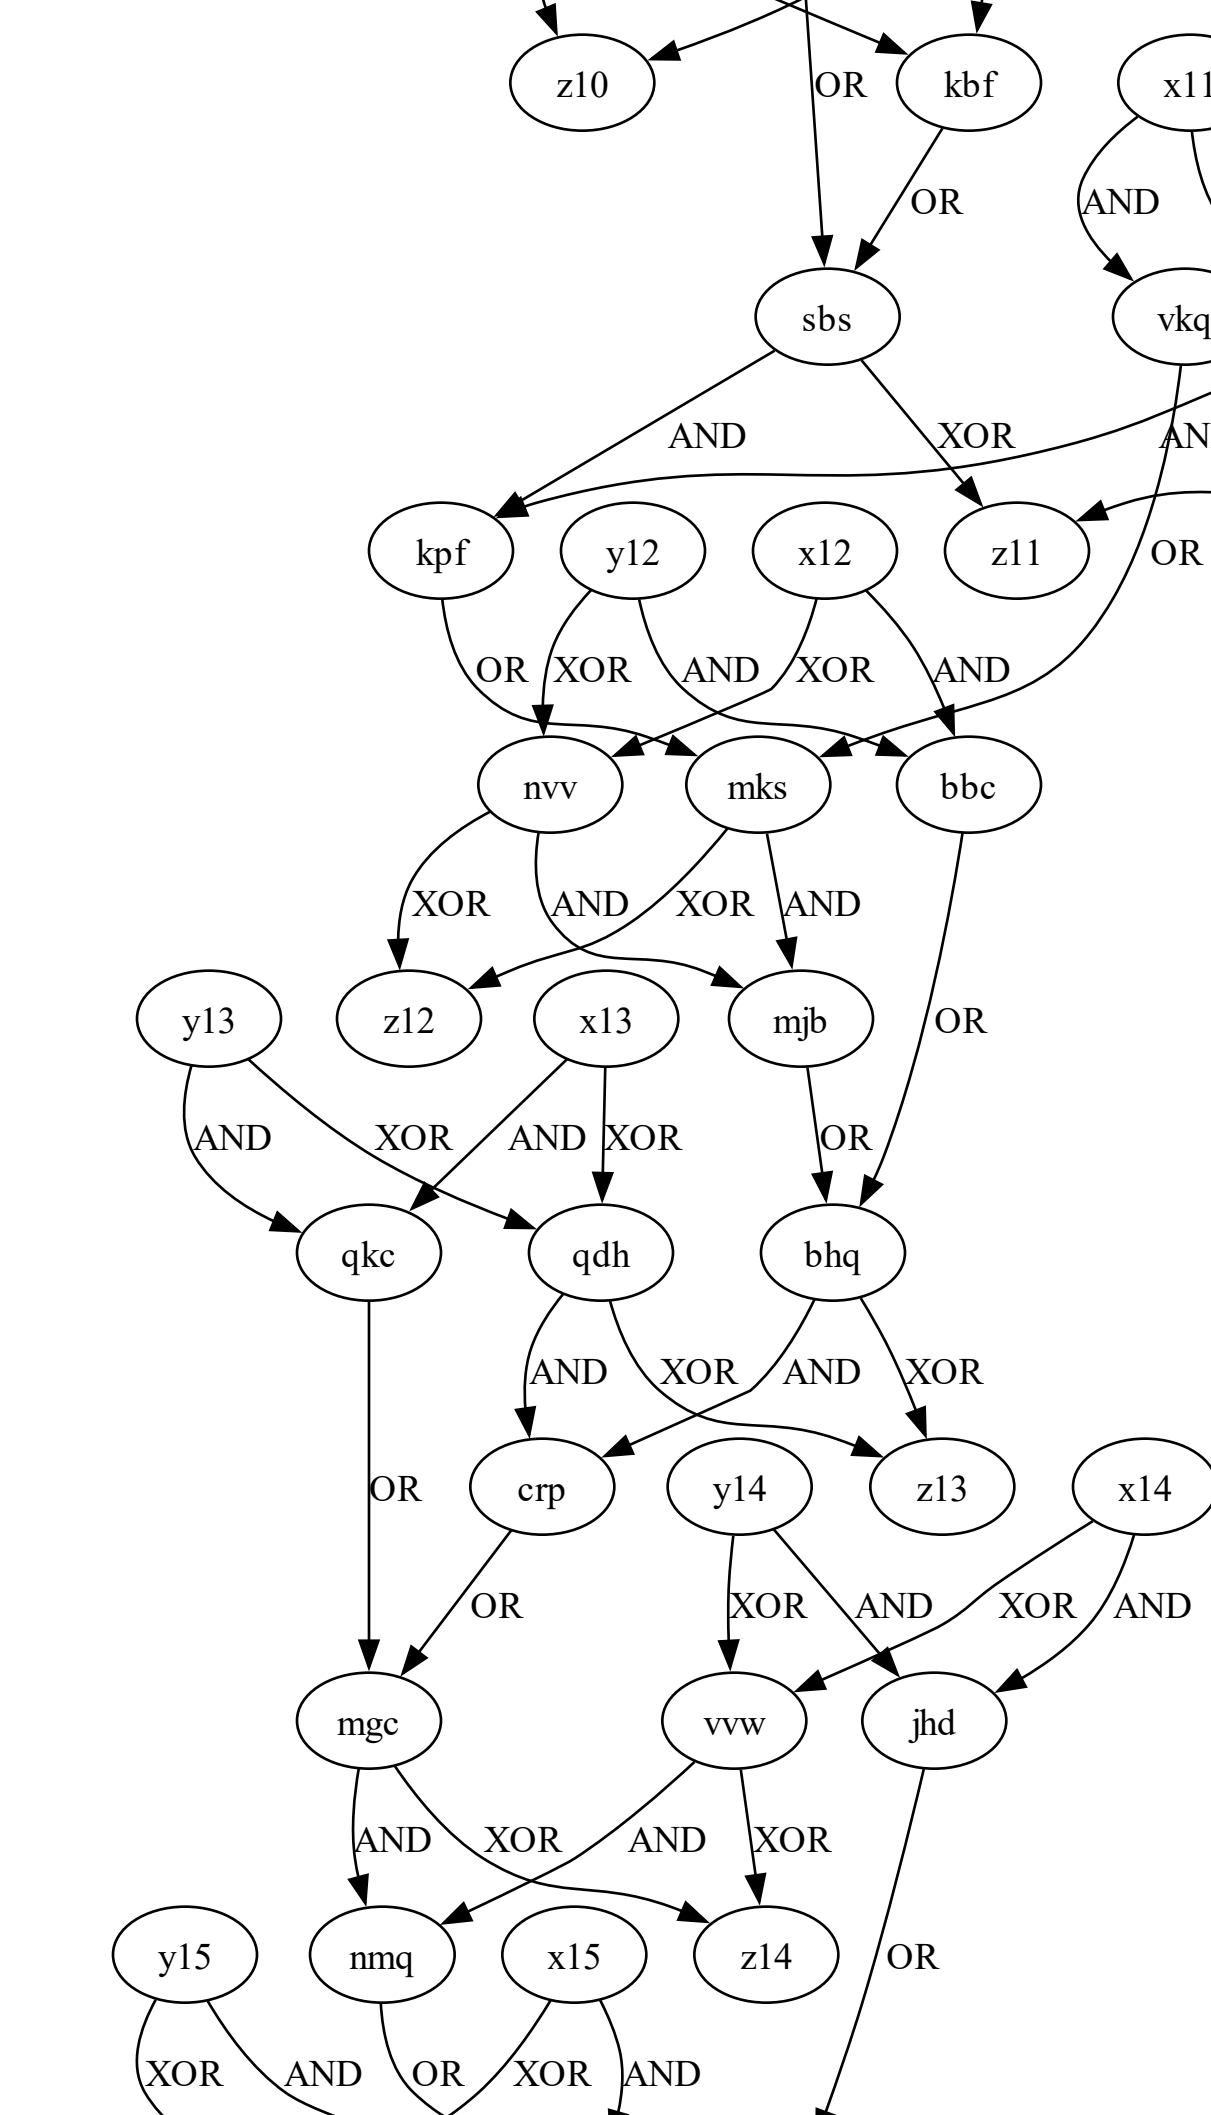 z10
OR
kbf
x11
OR
AND
sbs
vkq
AND
XOR
AN
kpf
y12
x12
z11
OR
OR
XOR
AND
XOR
AND
nvv
mks
bbc
XOR
AND
XOR
AND
y13
z12
x13
mjb
OR
AND
XOR
AND
XOR
OR
qkc
qdh
bhq
AND
XOR
AND
XOR
OR
crp
y14
z13
x14
OR
XOR
AND
XOR
AND
mgc
vvw
jhd
AND
XOR
AND
XOR
y15
nmq
x15
z14
OR
XOR
AND
OR
XOR
AND